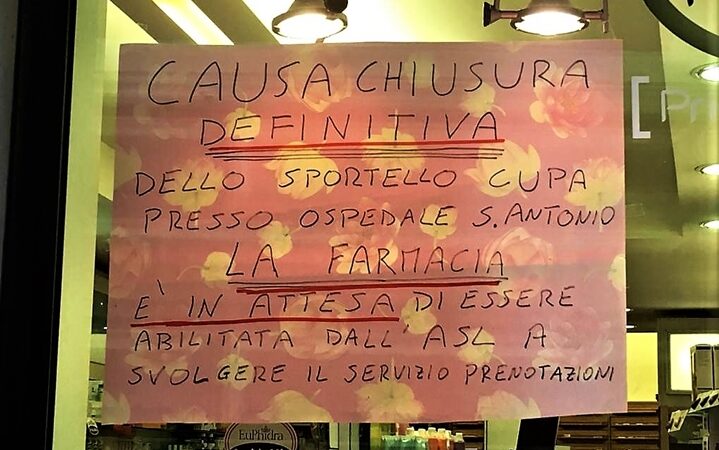 CAUSA CHIUSURA
DEFINITIVA
DELLO SPORTELLO CUPA
PRESSO OSPEDALE S. ANTONIO
LA FARMACIA
E' IN ATTESA DI ESSERE
ABILITATA DALL'ASL A
SVOLGERE IL SERVIZIO PRENOTAZIONI
EuPhidra